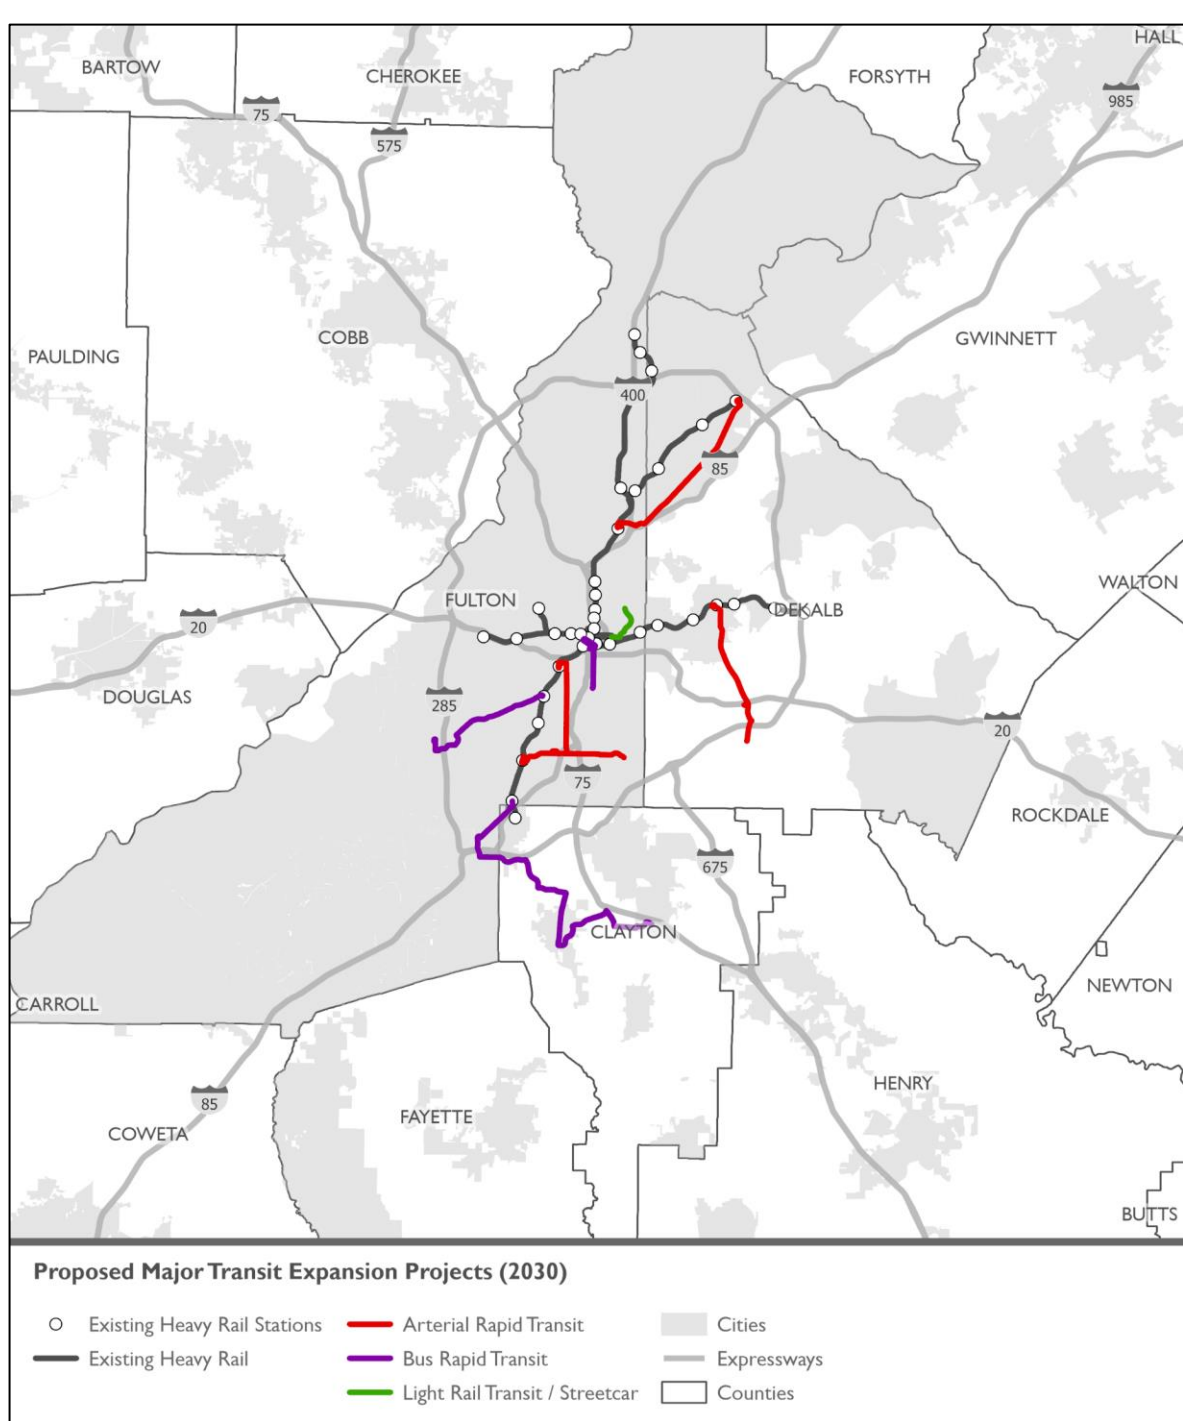 HALL
BARTOW
CHEROKEE
FORSYTH
985
75
575
COBB
GWINNETT
PAULDING
400
85
WALTON
FULTON
DEKALB
20
DOUGLAS
285
20
75
ROCKDALE
675
CLAYTON
NEWTON
CARROLL
HENRY
85
FAYETTE
COWETA
BUTTS
Proposed Major Transit Expansion Projects (2030)
Existing Heavy Rail Stations
Existing Heavy Rail
Arterial Rapid Transit
Bus Rapid Transit
Light Rail Transit / Streetcar
Cities
Expressways
Counties